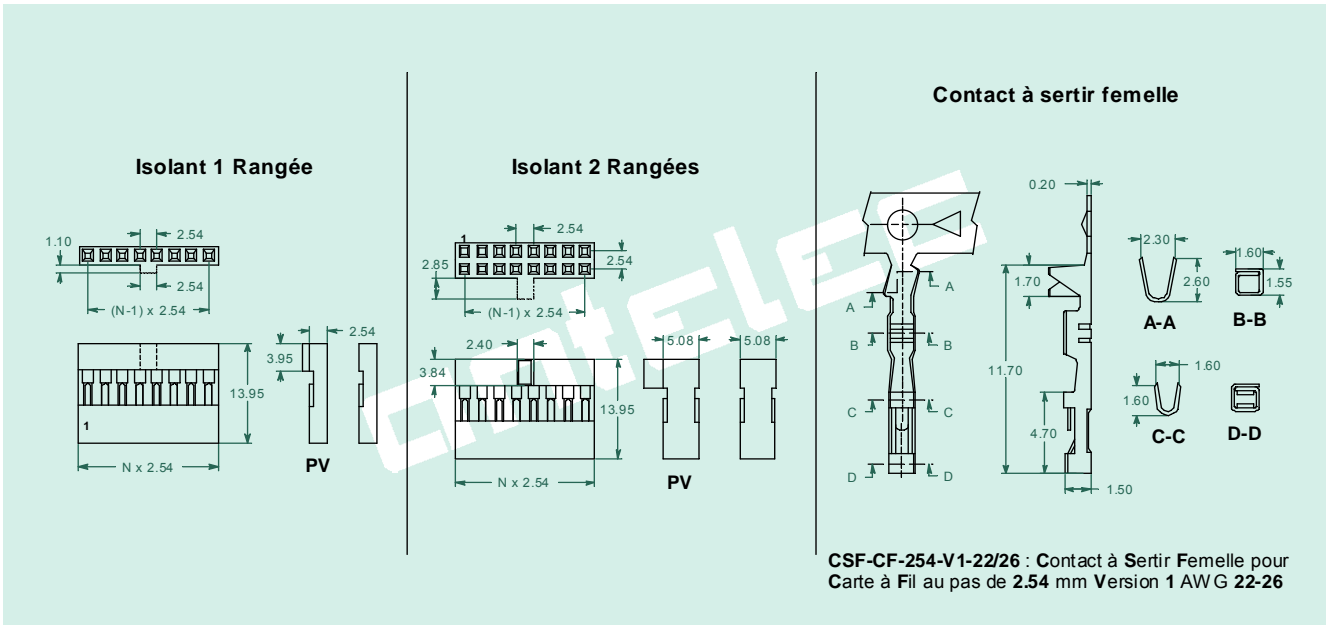 Contact à sertir femelle
Isolant 1 Rangée
Isolant 2 Rangées
2.54
1.10
2.54
(N-1) x 2.54
2.54
3.95
13.95
1
N x 2.54
PV
1
2.54
2.85
2.54
(N-1) x 2.54
2.40
3.84
13.95
5.08
5.08
N x 2.54
PV
0.20
A
A
B
B
C
C
D
D
1.70
11.70
4.70
1.50
2.30
2.60
A-A
1.60
1.55
B-B
1.60
1.60
C-C
D-D
cnotelec
CSF-CF-254-V1-22/26 : Contact à Sertir Femelle pour
Carte à Fil au pas de 2.54 mm Version 1 AWG 22-26